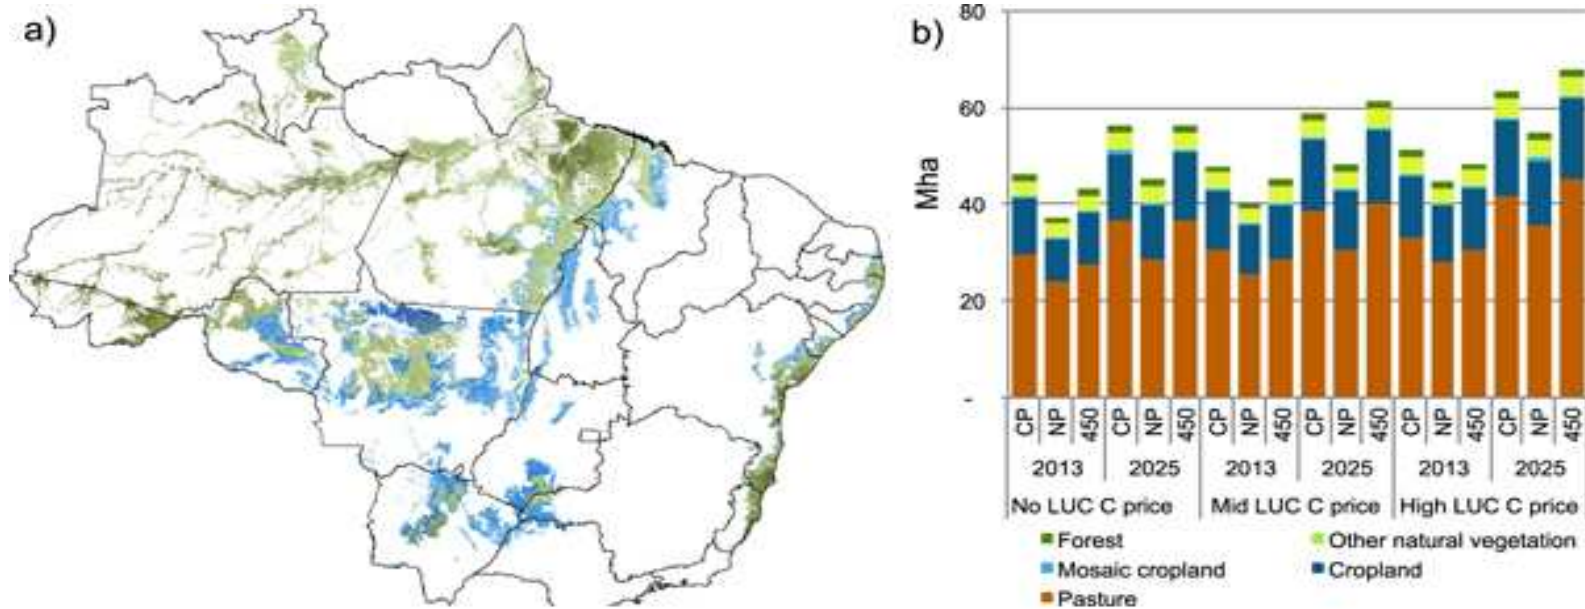 a)
b)
80
60
Mha
40
20
-
CP NP 450 CP NP 450 CP NP 450 CP NP 450 CP NP 450 CP NP 450
2013 2025 2013 2025 2013 2025
No LUC C price Mid LUC C price High LUC C price
Forest Other natural vegetation
Mosaic cropland Cropland
Pasture